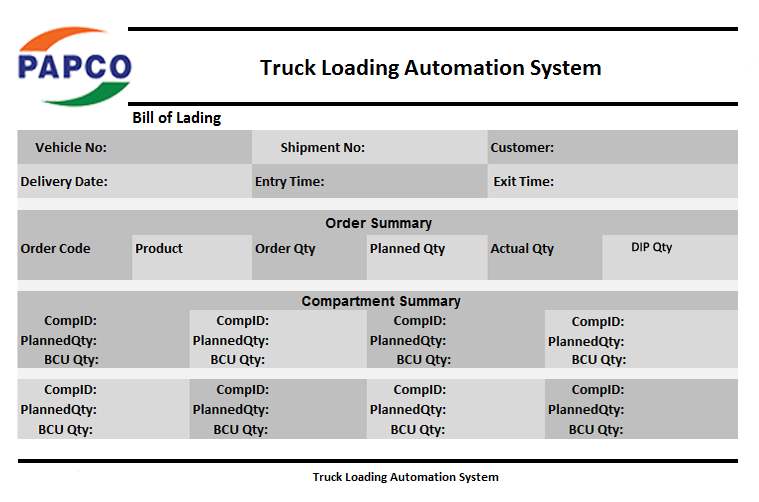 PAPCO
Truck Loading Automation System
Bill of Lading
Vehicle No: Shipment No: Customer:
Delivery Date: Entry Time: Exit Time:
Order Summary
Order Code Product Order Qty Planned Qty Actual Qty DIP Qty
Compartment Summary
CompID: CompID: CompID: CompID:
PlannedQty: PlannedQty: PlannedQty: PlannedQty:
BCU Qty: BCU Qty: BCU Qty: BCU Qty:
CompID: CompID: CompID: CompID:
PlannedQty: PlannedQty: PlannedQty: PlannedQty:
BCU Qty: BCU Qty: BCU Qty: BCU Qty:
Truck Loading Automation System